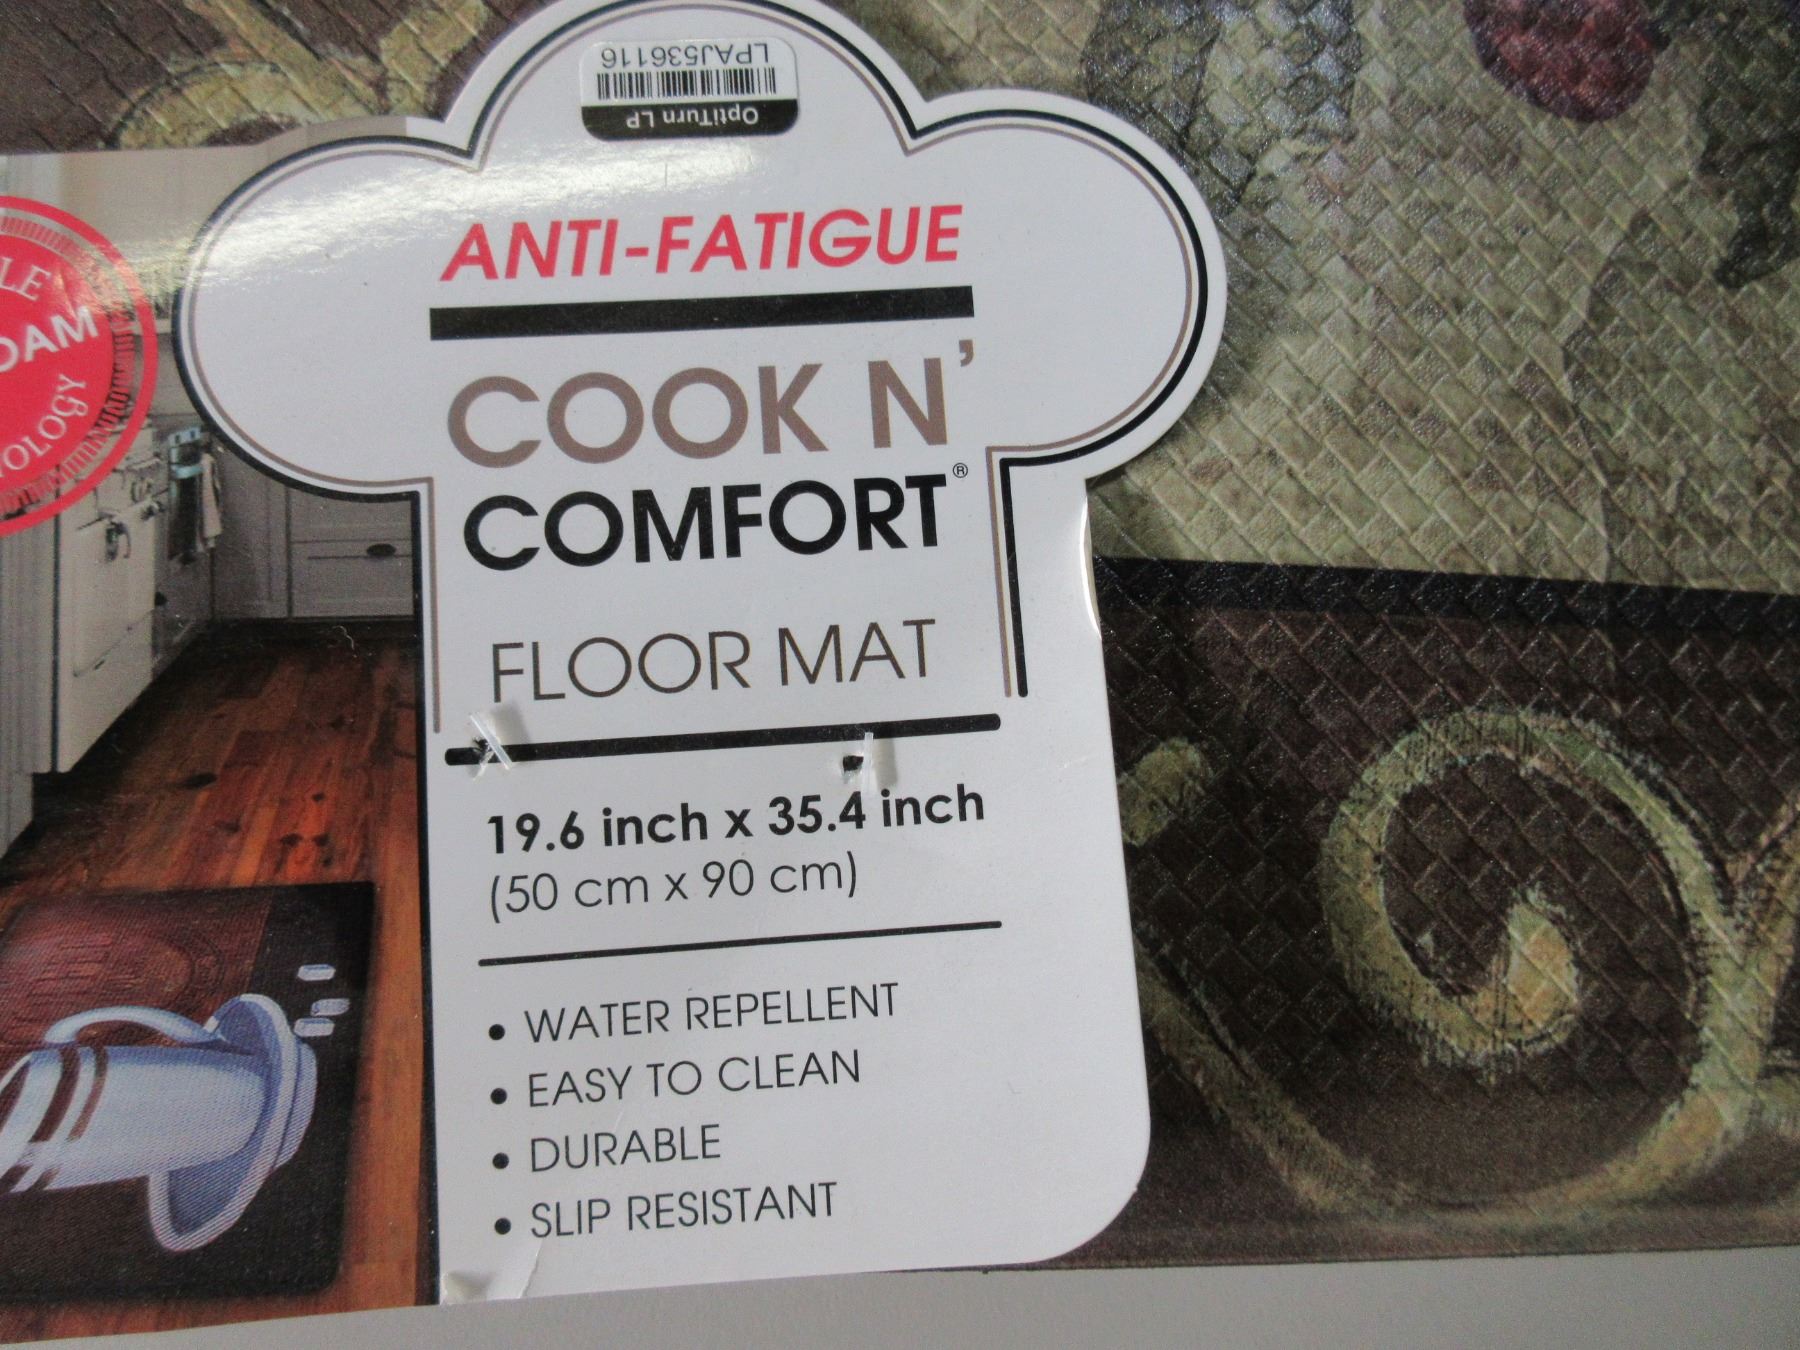 LPAJ536116
OptiTurn LP
ANTI-FATIGUE
COOK N'
COMFORT®
FLOOR MAT
19.6 inch x 35.4 inch
(50 cm x 90 cm)
• WATER REPELLENT
• EASY TO CLEAN
• DURABLE
• SLIP RESISTANT